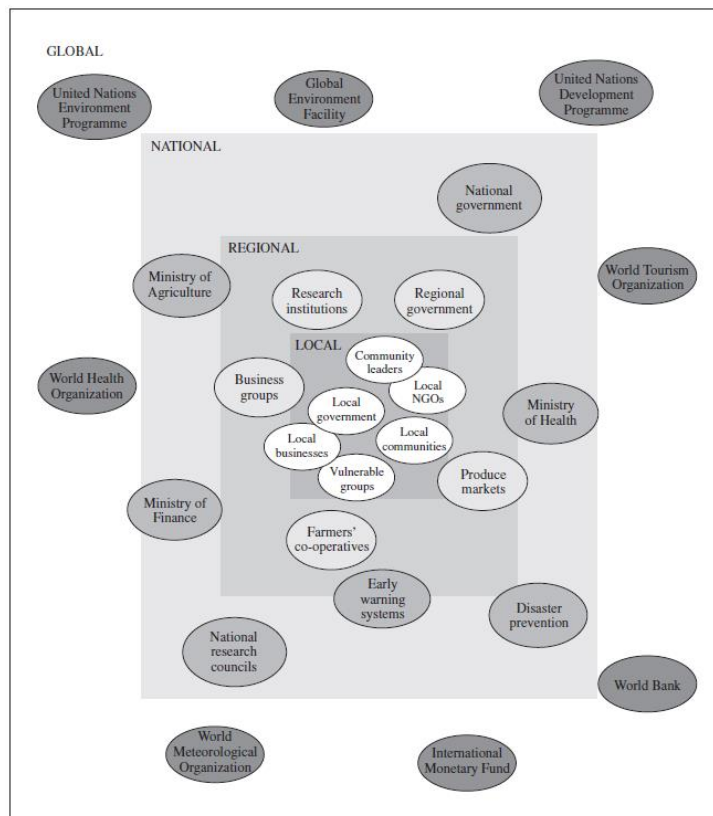 GLOBAL
United Nations
Environment
Programme
Global
Environment
Facility
United Nations
Development
Programme
NATIONAL
National
government
REGIONAL
Ministry of
Agriculture
Research
institutions
Regional
government
World Tourism
Organization
LOCAL
Community
leaders
World Health
Organization
Business
groups
Local
NGOs
Local
government
Ministry
of Health
Local
businesses
Local
communities
Vulnerable
groups
Produce
markets
Ministry of
Finance
Farmers'
co-operatives
Early
warning
systems
Disaster
prevention
National
research
councils
World Bank
World
Meteorological
Organization
International
Monetary Fund